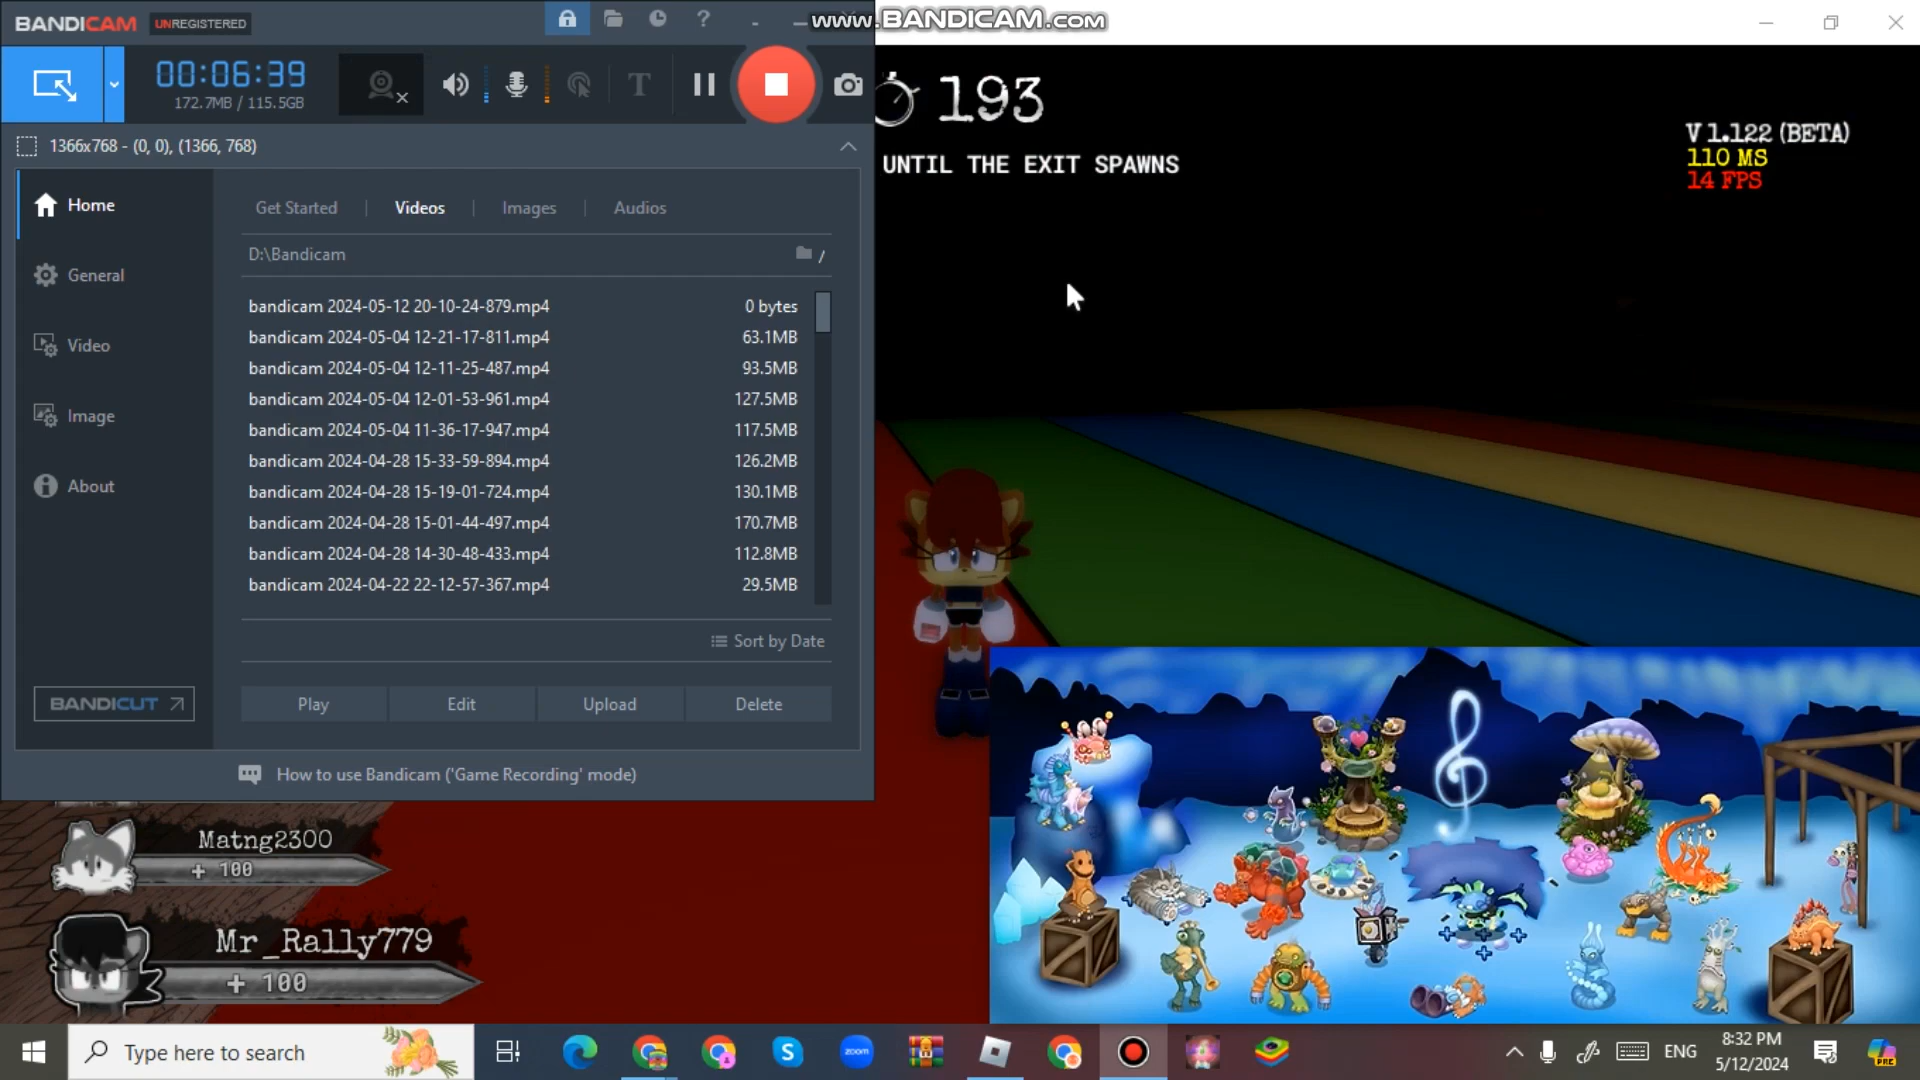 BANDICAM UNREGISTERED
?
www.BANDICAM.com
00:06:39
172.7MB / 115.5GB
T
193
V 1.122 (BETA)
110 MS
14 FPS
UNTIL THE EXIT SPAWNS
1366x768 - (0, 0), (1366, 768)
Home
General
Video
Image
About
BANDICUT
Get Started | Videos | Images | Audios
D:\Bandicam
/
bandicam 2024-05-12 20-10-24-879.mp4 0 bytes
bandicam 2024-05-04 12-21-17-811.mp4 63.1MB
bandicam 2024-05-04 12-11-25-487.mp4 93.5MB
bandicam 2024-05-04 12-01-53-961.mp4 127.5MB
bandicam 2024-05-04 11-36-17-947.mp4 117.5MB
bandicam 2024-04-28 15-33-59-894.mp4 126.2MB
bandicam 2024-04-28 15-19-01-724.mp4 130.1MB
bandicam 2024-04-28 15-01-44-497.mp4 170.7MB
bandicam 2024-04-28 14-30-48-433.mp4 112.8MB
bandicam 2024-04-22 22-12-57-367.mp4 29.5MB
Sort by Date
Play Edit Upload Delete
How to use Bandicam ('Game Recording' mode)
Matng2300
+ 100
Mr_Rally779
+ 100
Type here to search
zoom
ENG
8:32 PM
5/12/2024
PRE